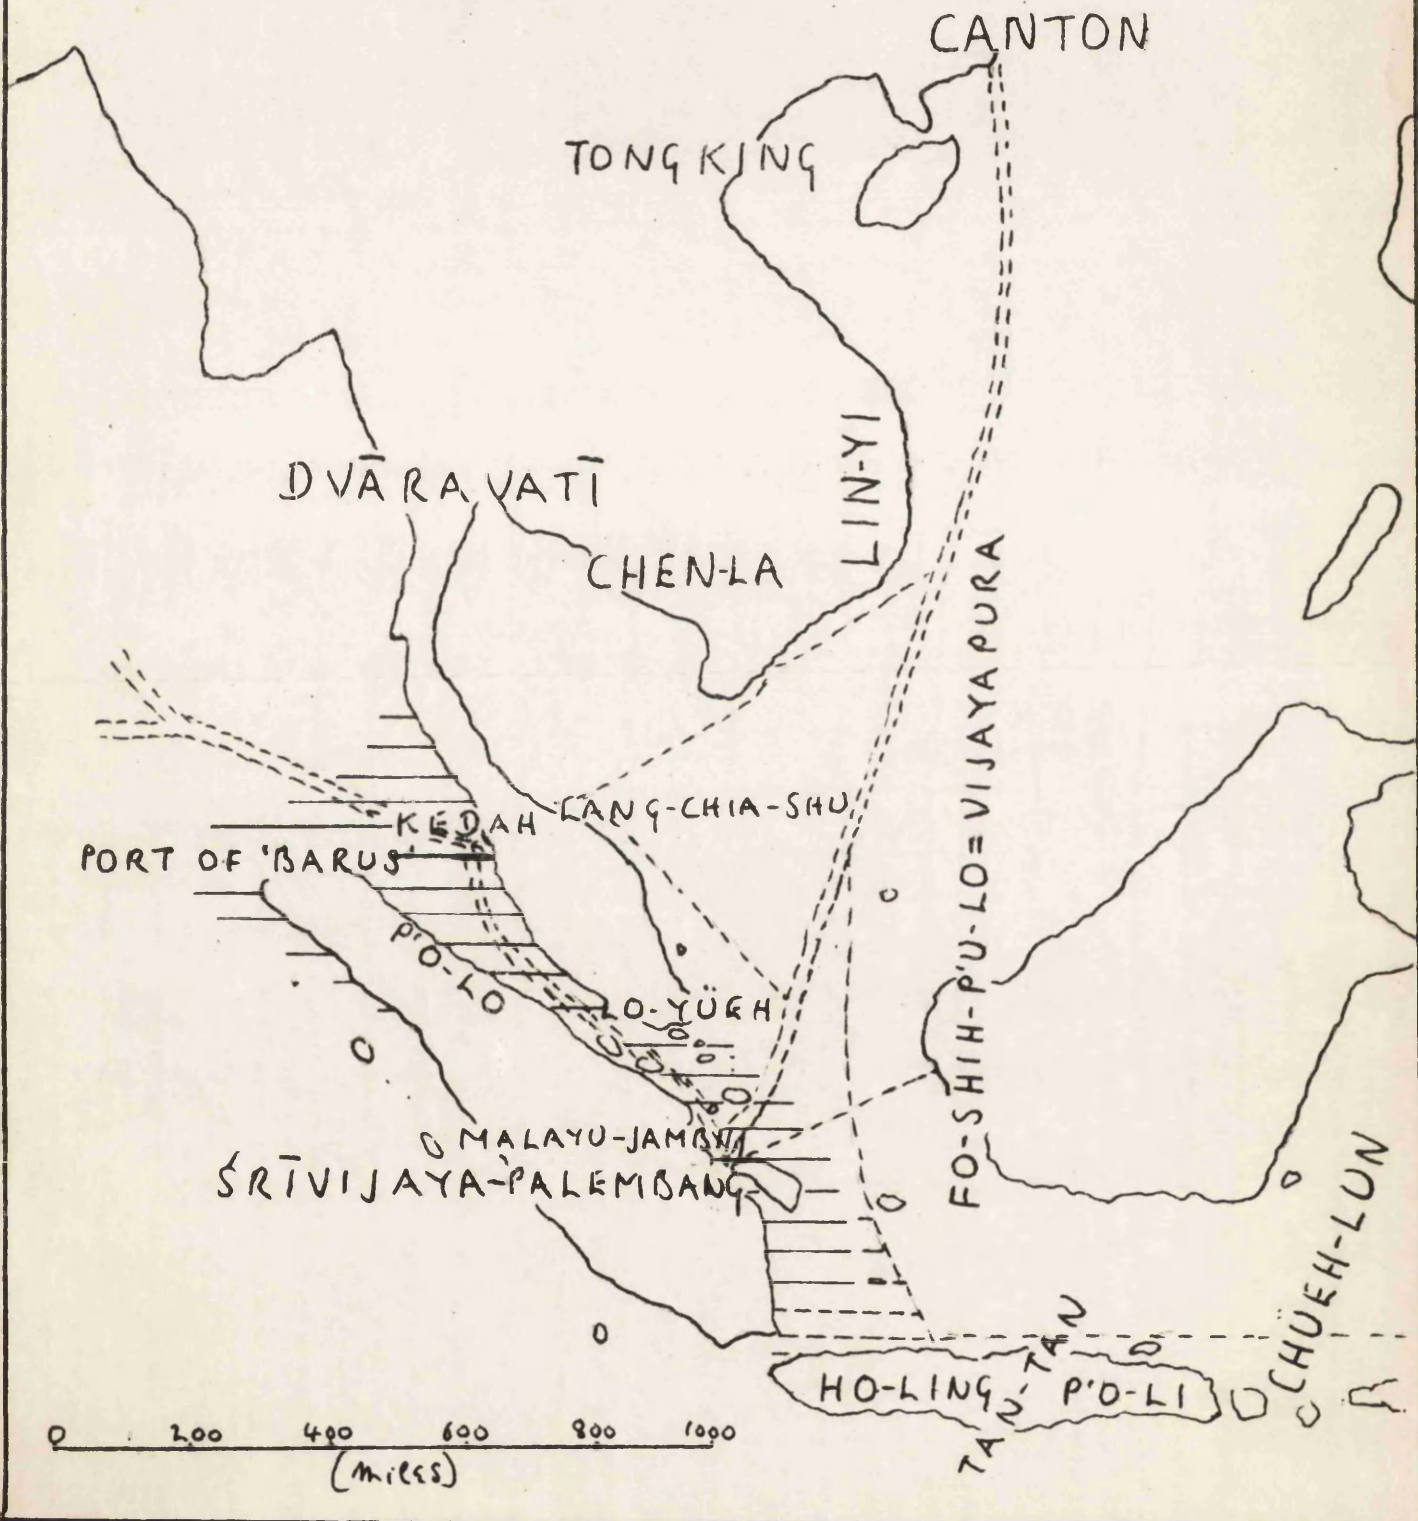 CANTON
TONGKING
LIN-YI
DVĀRAVATĪ
CHEN-LA
FO-SHIH-P'U-LO=VIJAYAPURA
LANG-CHIA-SHU
KEDAH
PORT OF 'BARUS'
P'O-LO
LO-YÜEH
MALAYU-JAMBI
ŚRĪVIJAYA-PALEMBANG
CHÜEH-LUN
TAN-TAN
HO-LING
P'O-LI
0 200 400 600 800 1000
(miles)